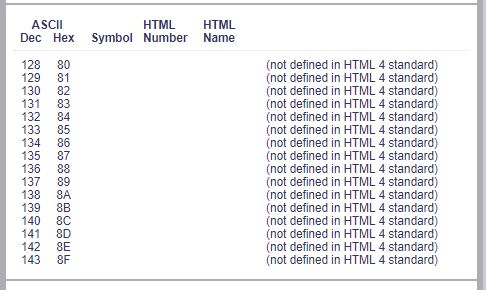 ASCII HTML HTML
Dec Hex Symbol Number Name
128 80 (not defined in HTML 4 standard)
129 81 (not defined in HTML 4 standard)
130 82 (not defined in HTML 4 standard)
131 83 (not defined in HTML 4 standard)
132 84 (not defined in HTML 4 standard)
133 85 (not defined in HTML 4 standard)
134 86 (not defined in HTML 4 standard)
135 87 (not defined in HTML 4 standard)
136 88 (not defined in HTML 4 standard)
137 89 (not defined in HTML 4 standard)
138 8A (not defined in HTML 4 standard)
139 8B (not defined in HTML 4 standard)
140 8C (not defined in HTML 4 standard)
141 8D (not defined in HTML 4 standard)
142 8E (not defined in HTML 4 standard)
143 8F (not defined in HTML 4 standard)